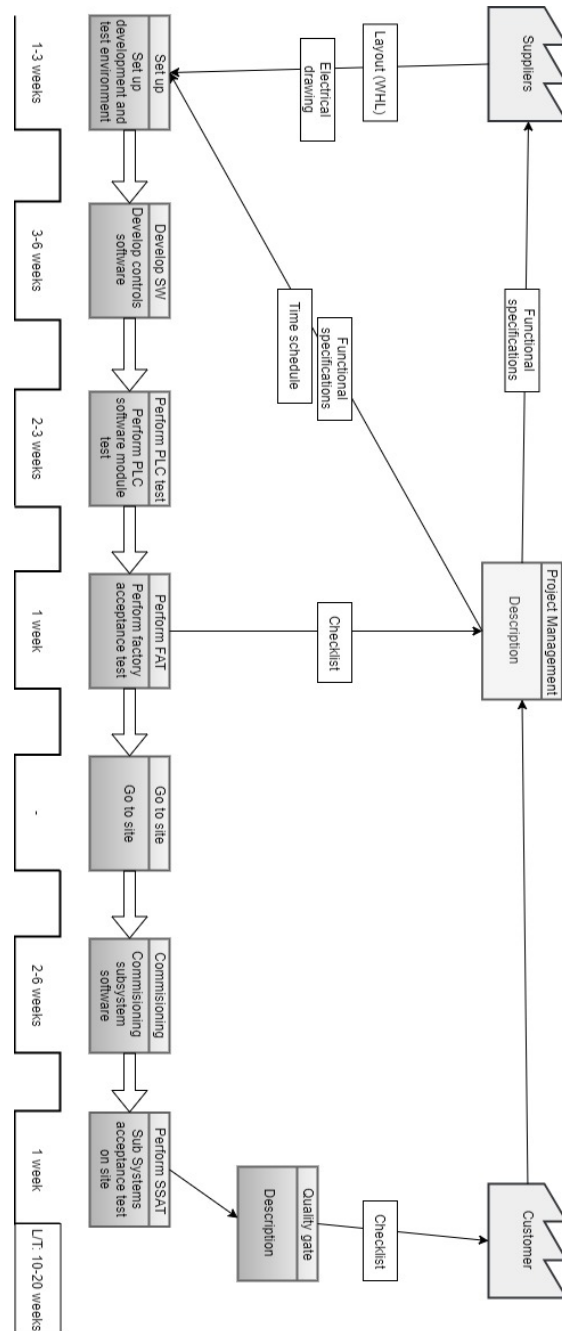 Suppliers
Project Management
Description
Customer
Functional
specifications
Layout (WHL)
Electrical
drawing
Functional
specifications
Time schedule
Checklist
Quality gate
Description
Checklist
Set up
Set up
development and
test environment
Develop SW
Develop controls
software
Perform PLC test
Perform PLC
software module
test
Perform FAT
Perform factory
acceptance test
Go to site
Go to site
Commisioning
Commisioning
subsystem
software
Perform SSAT
Sub Systems
acceptance test
on site
1-3 weeks
3-6 weeks
2-3 weeks
1 week
-
2-6 weeks
1 week
L/T: 10-20 weeks